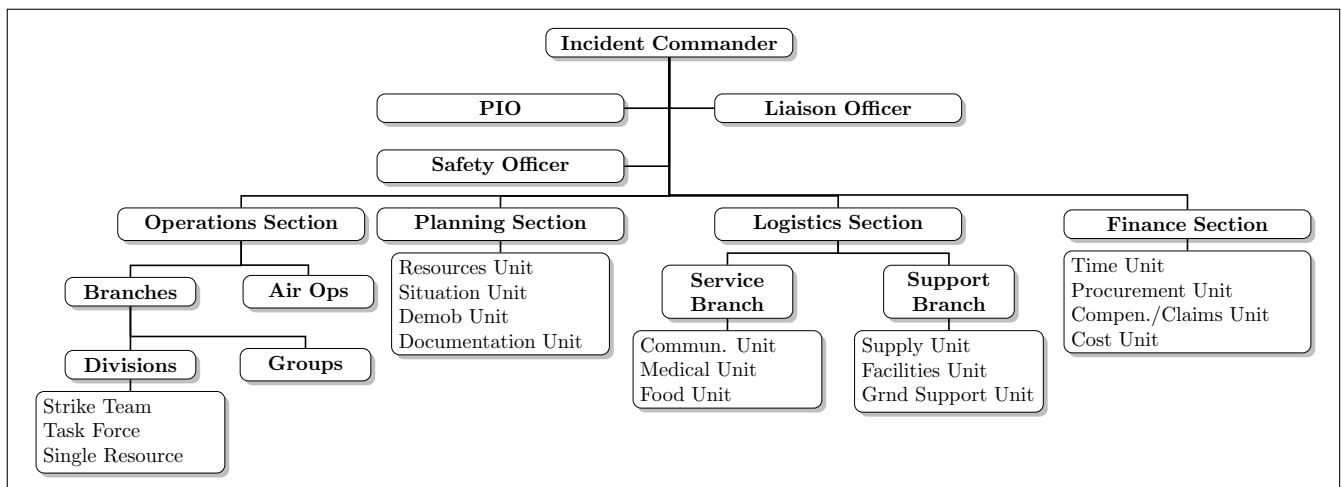 Incident Commander
PIO
Liaison Officer
Safety Officer
Operations Section
Planning Section
Logistics Section
Finance Section
Branches
Air Ops
Divisions
Groups
Strike Team
Task Force
Single Resource
Resources Unit
Situation Unit
Demob Unit
Documentation Unit
Service
Branch
Commun. Unit
Medical Unit
Food Unit
Support
Branch
Supply Unit
Facilities Unit
Grnd Support Unit
Time Unit
Procurement Unit
Compen./Claims Unit
Cost Unit